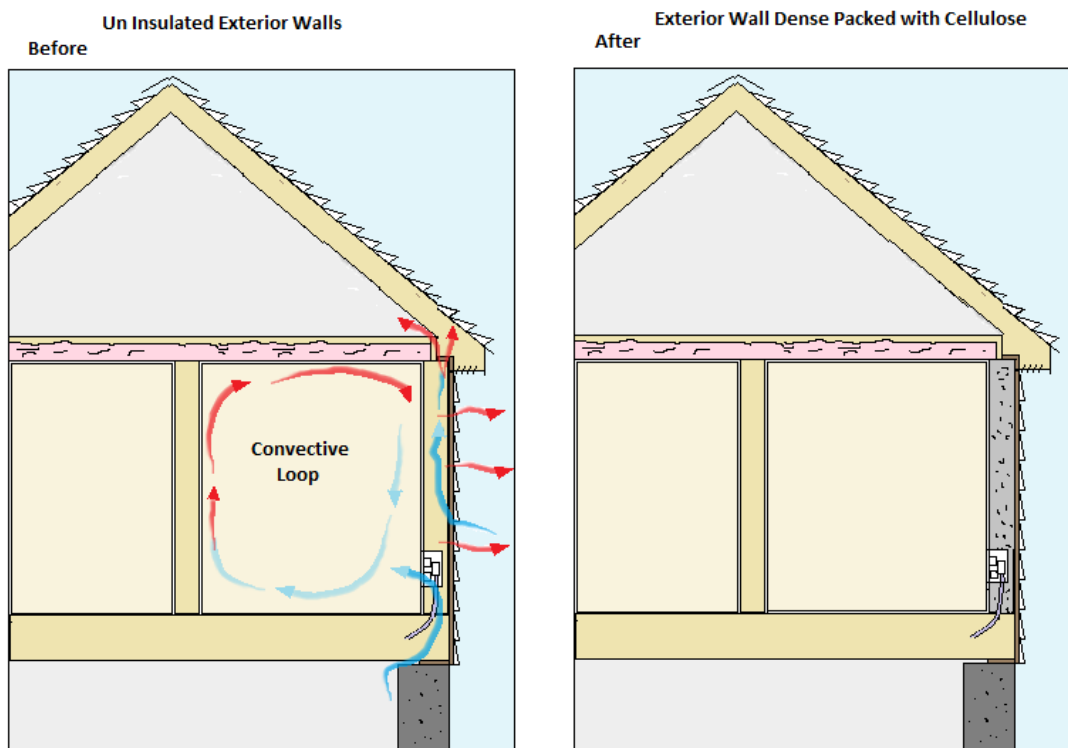 Un Insulated Exterior Walls
Before
Exterior Wall Dense Packed with Cellulose
After
Convective
Loop